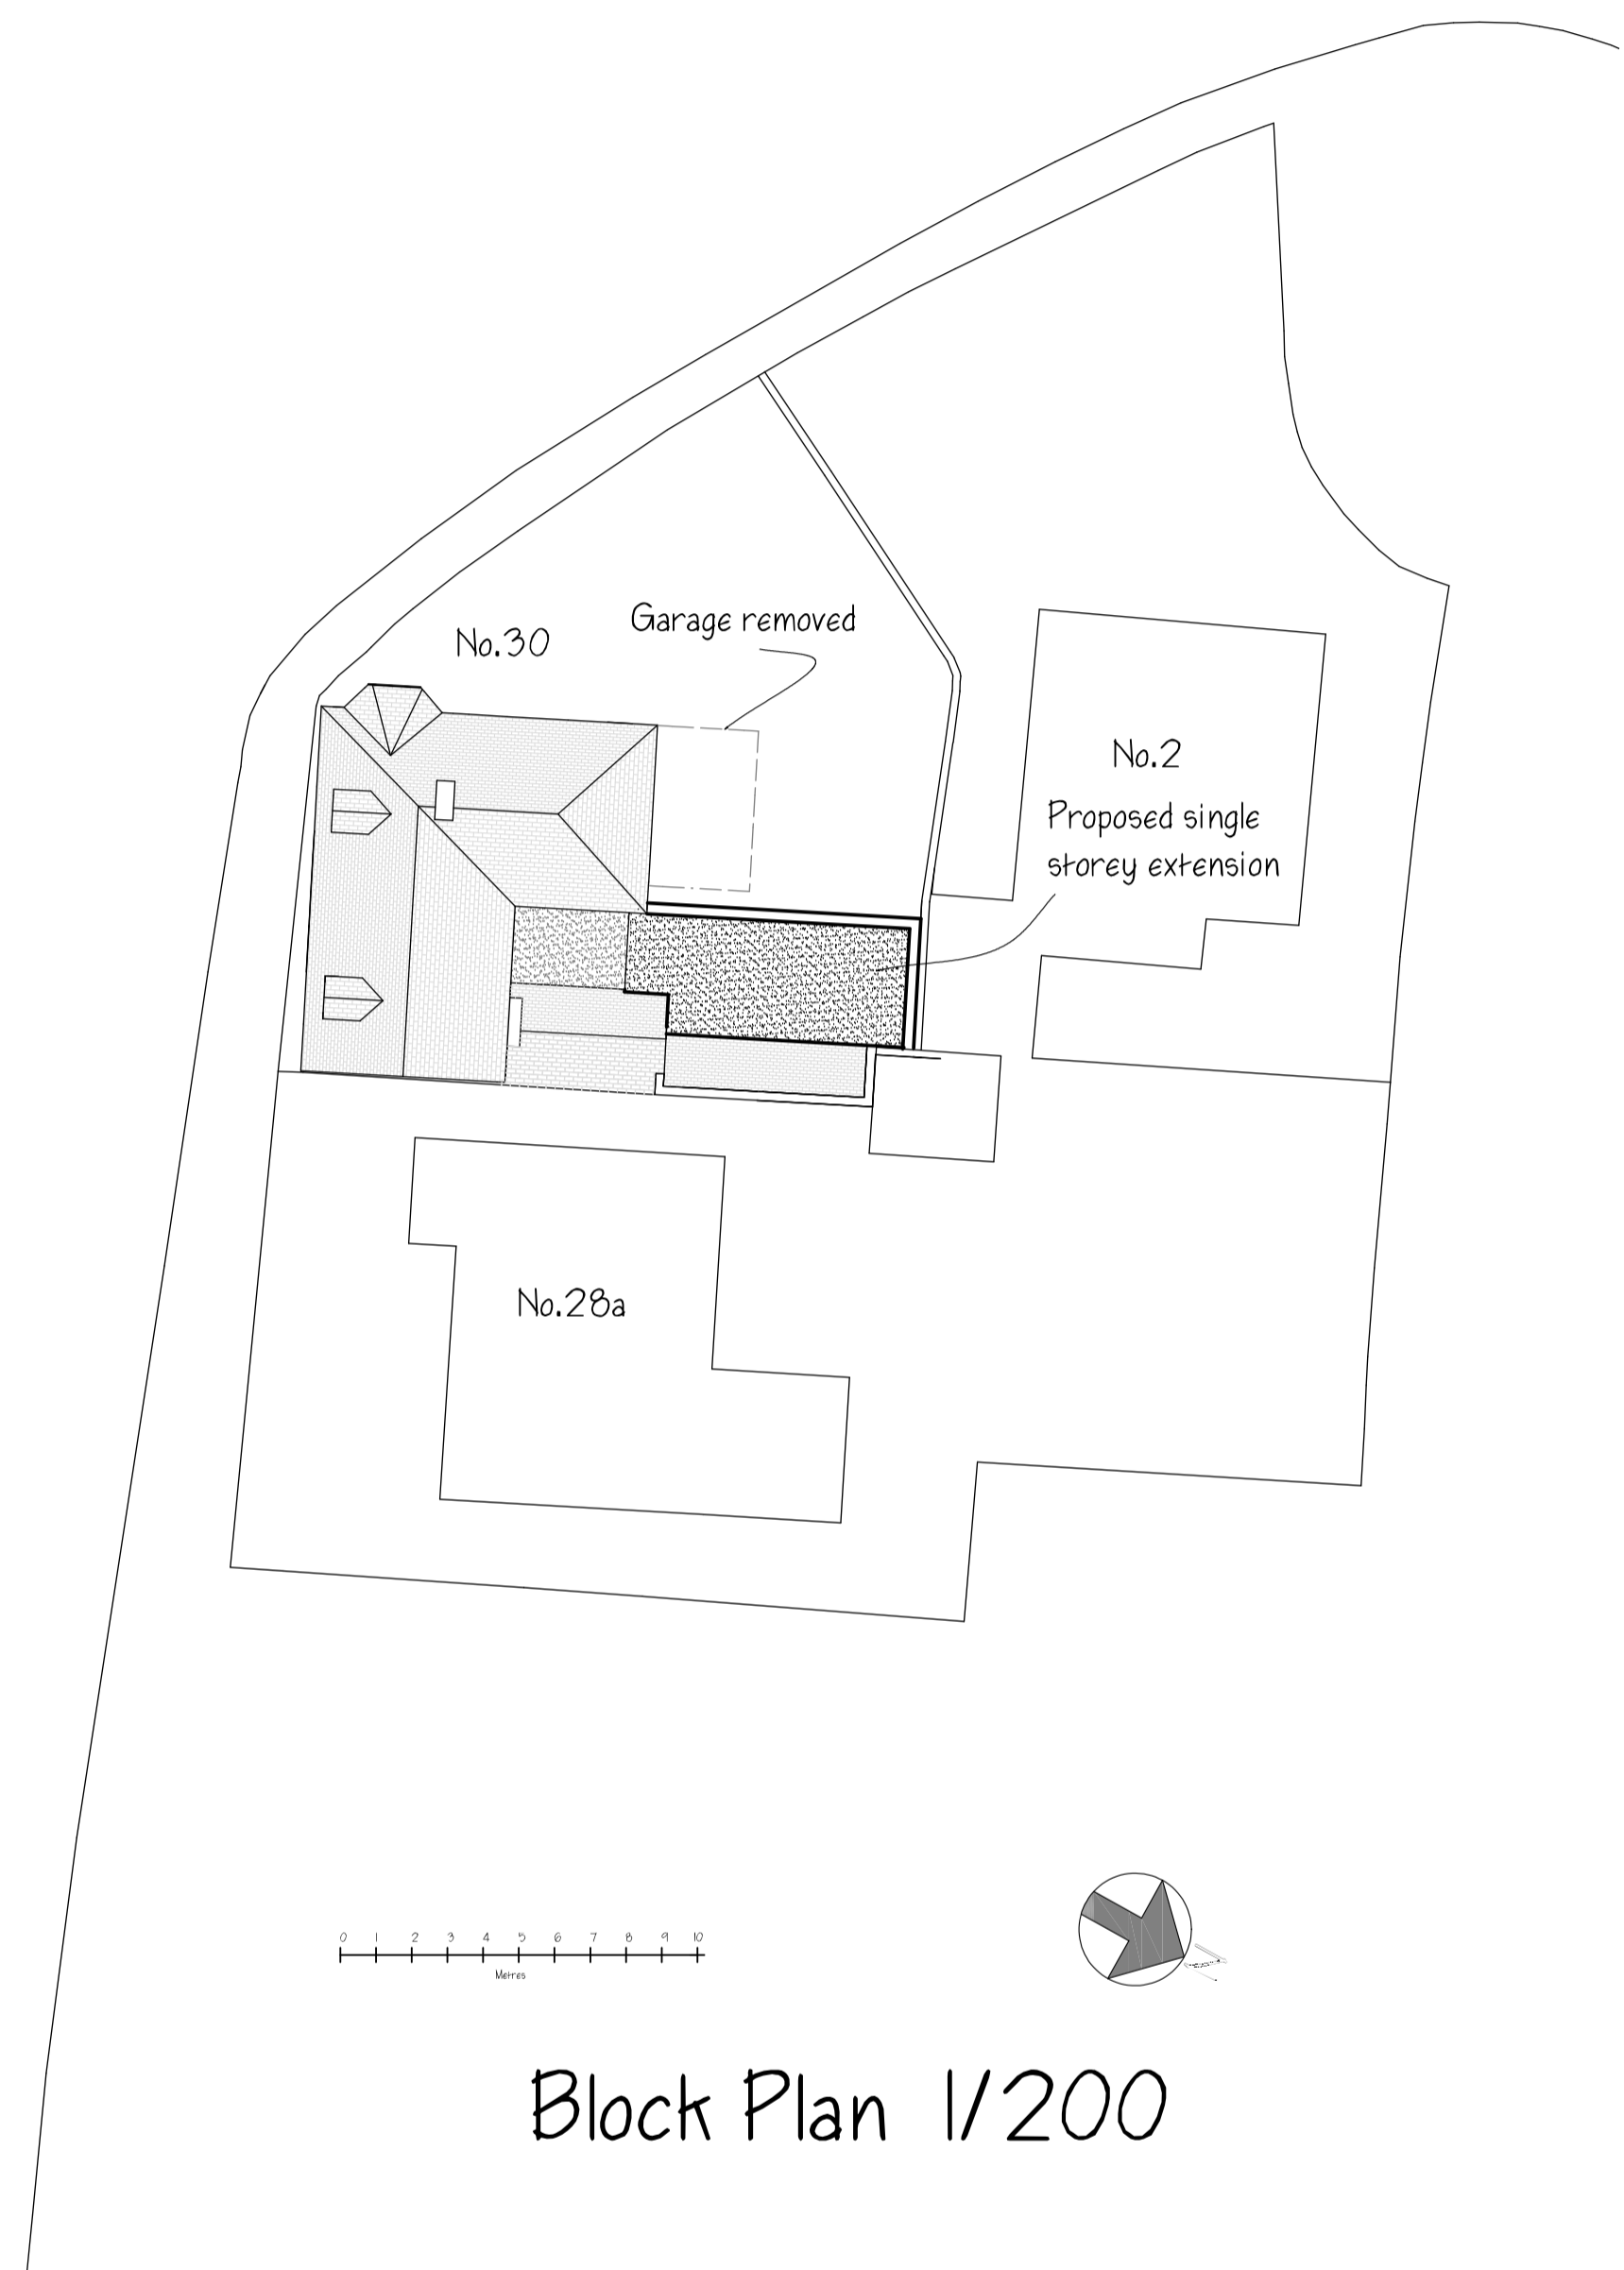 No.30
Garage removed
No.2
Proposed single
storey extension
No.28a
0 1 2 3 4 5 6 7 8 9 10
Metres
Block Plan 1/200